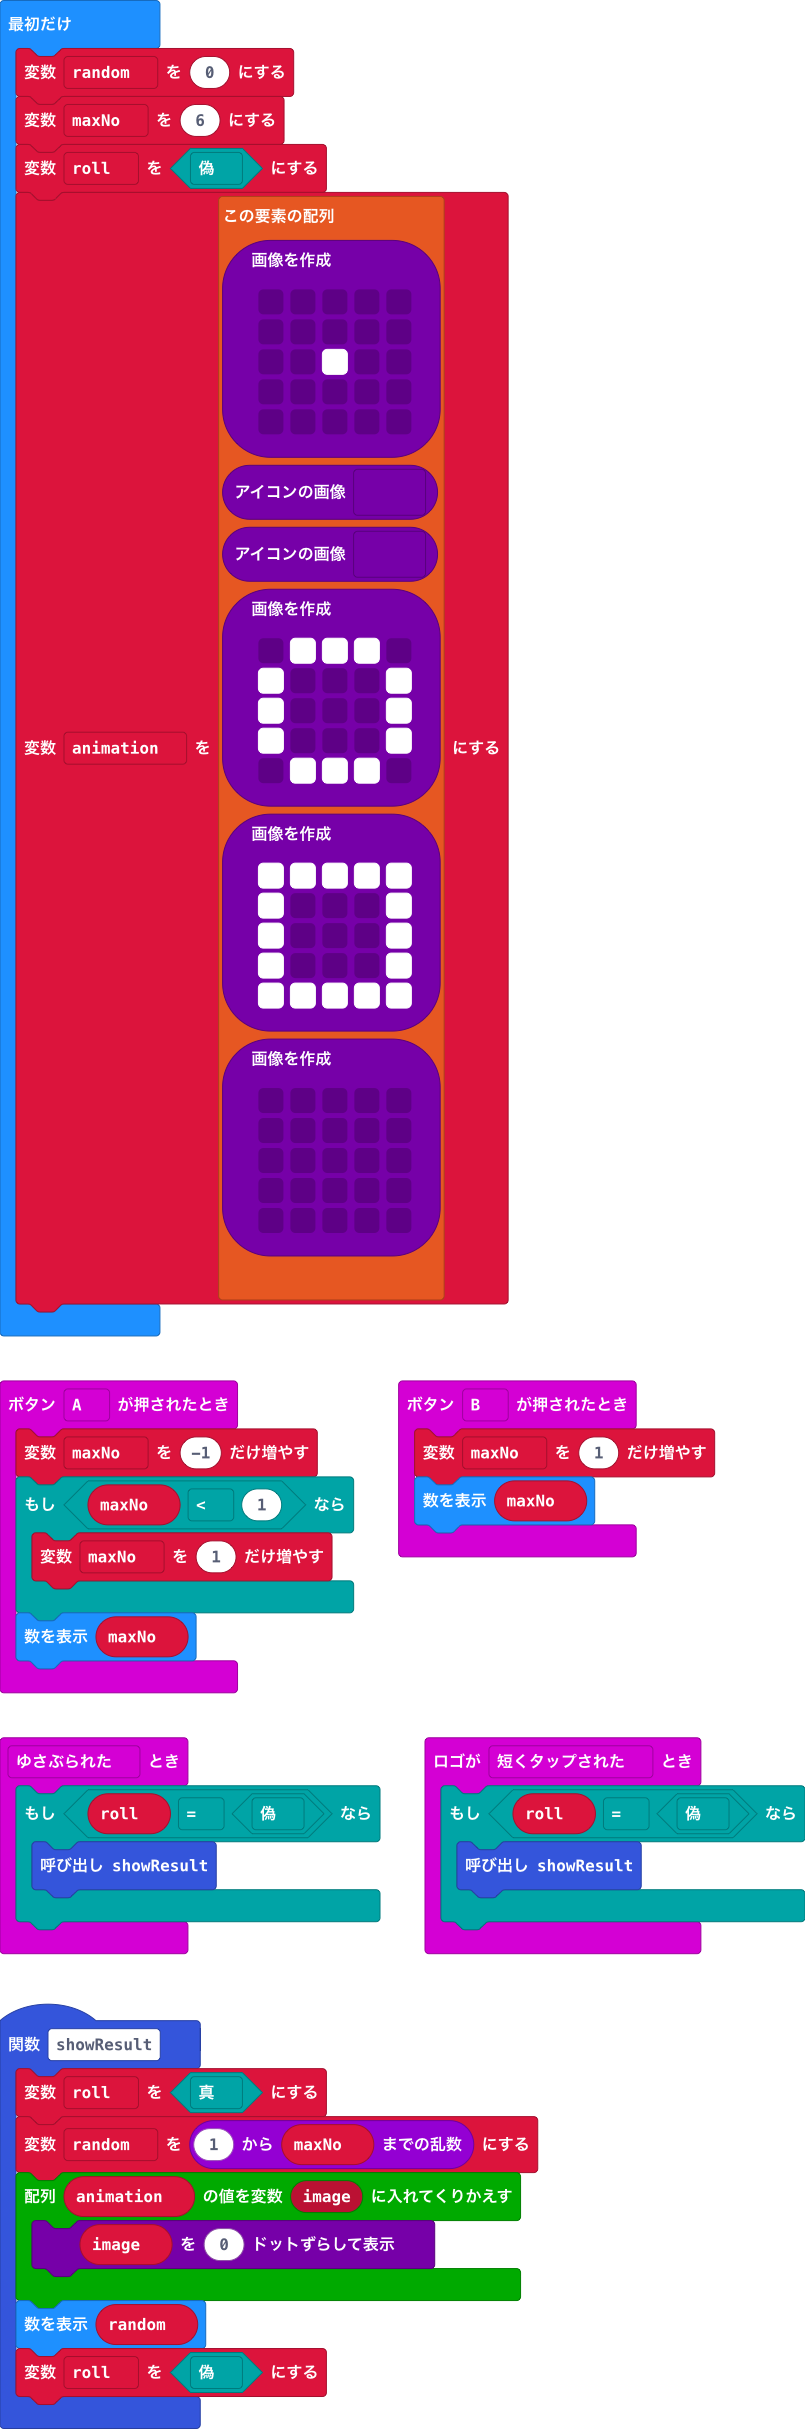 最初だけ
変数 random を 0 にする
変数 maxNo を 6 にする
変数 roll を 偽 にする
変数 animation を この要素の配列 にする
画像を作成
アイコンの画像
アイコンの画像
画像を作成
画像を作成
画像を作成
ボタン A が押されたとき
変数 maxNo を -1 だけ増やす
もし maxNo < 1 なら
変数 maxNo を 1 だけ増やす
数を表示 maxNo
ボタン B が押されたとき
変数 maxNo を 1 だけ増やす
数を表示 maxNo
ゆさぶられた とき
もし roll = 偽 なら
呼び出し showResult
ロゴが 短くタップされた とき
もし roll = 偽 なら
呼び出し showResult
関数 showResult
変数 roll を 真 にする
変数 random を 1 から maxNo までの乱数 にする
配列 animation の値を変数 image に入れてくりかえす
image を 0 ドットずらして表示
数を表示 random
変数 roll を 偽 にする